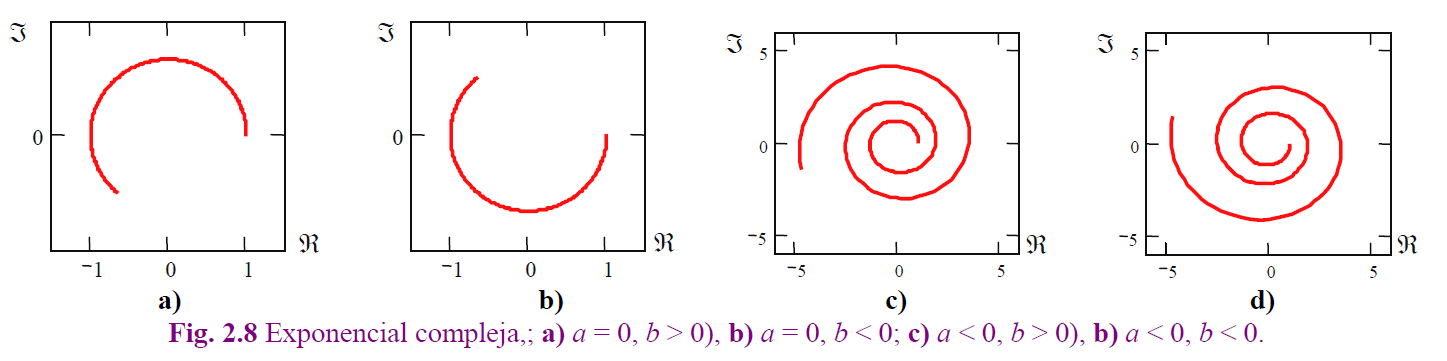 ℑ
0
−1 0 1
ℜ
a)
ℑ
0
−1 0 1
ℜ
b)
ℑ
5
0
−5
−5 0 5
ℜ
c)
ℑ
5
0
−5
−5 0 5
ℜ
d)
Fig. 2.8 Exponencial compleja,; a) a = 0, b > 0), b) a = 0, b < 0; c) a < 0, b > 0), b) a < 0, b < 0.